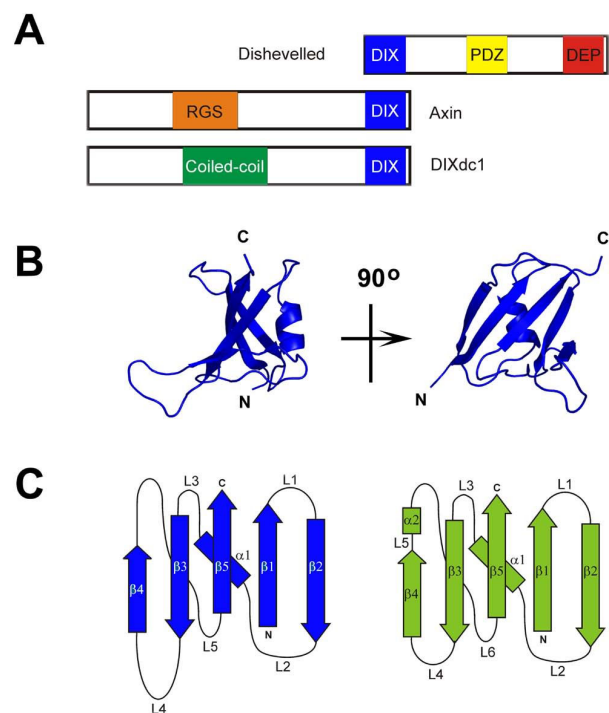 A
Dishevelled DIX PDZ DEP
RGS DIX Axin
Coiled-coil DIX DIXdc1
B
C
N
90º
C
N
C
L3 C L1
β4 β3 β5 α1 β1 β2
N
L5 L2
L4
L3 C L1
α2
L5
β4 β3 β5 α1 β1 β2
N
L4 L6 L2